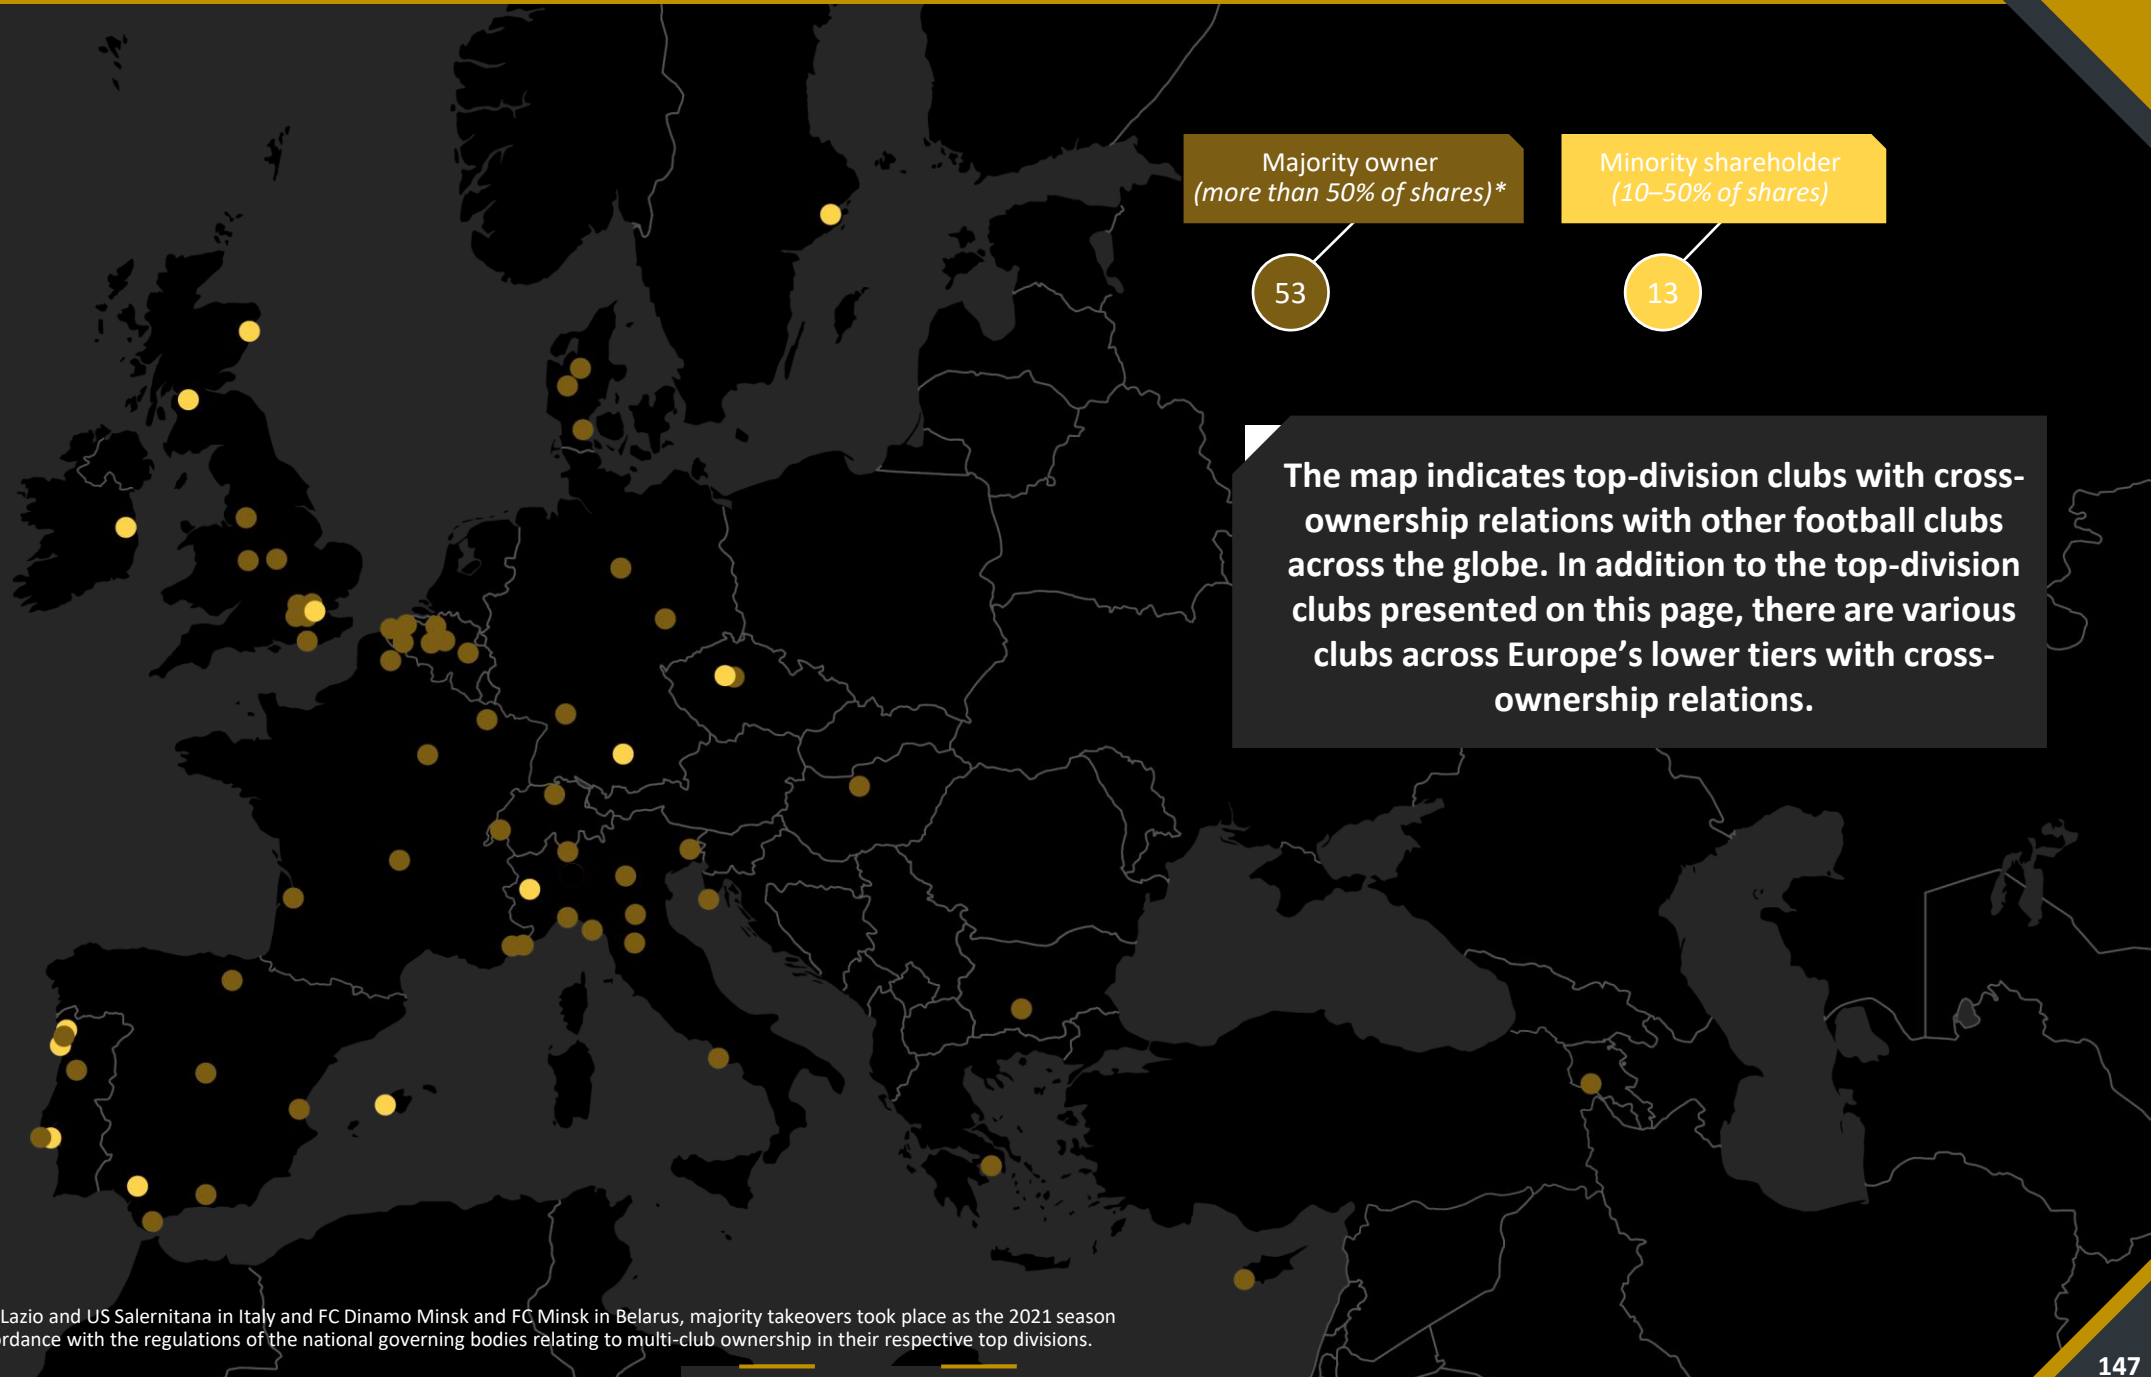 Majority owner
(more than 50% of shares)*
Minority shareholder
(10–50% of shares)
53
13
The map indicates top-division clubs with cross-
ownership relations with other football clubs
across the globe. In addition to the top-division
clubs presented on this page, there are various
clubs across Europe’s lower tiers with cross-
ownership relations.
Lazio and US Salernitana in Italy and FC Dinamo Minsk and FC Minsk in Belarus, majority takeovers took place as the 2021 season
rdance with the regulations of the national governing bodies relating to multi-club ownership in their respective top divisions.
147